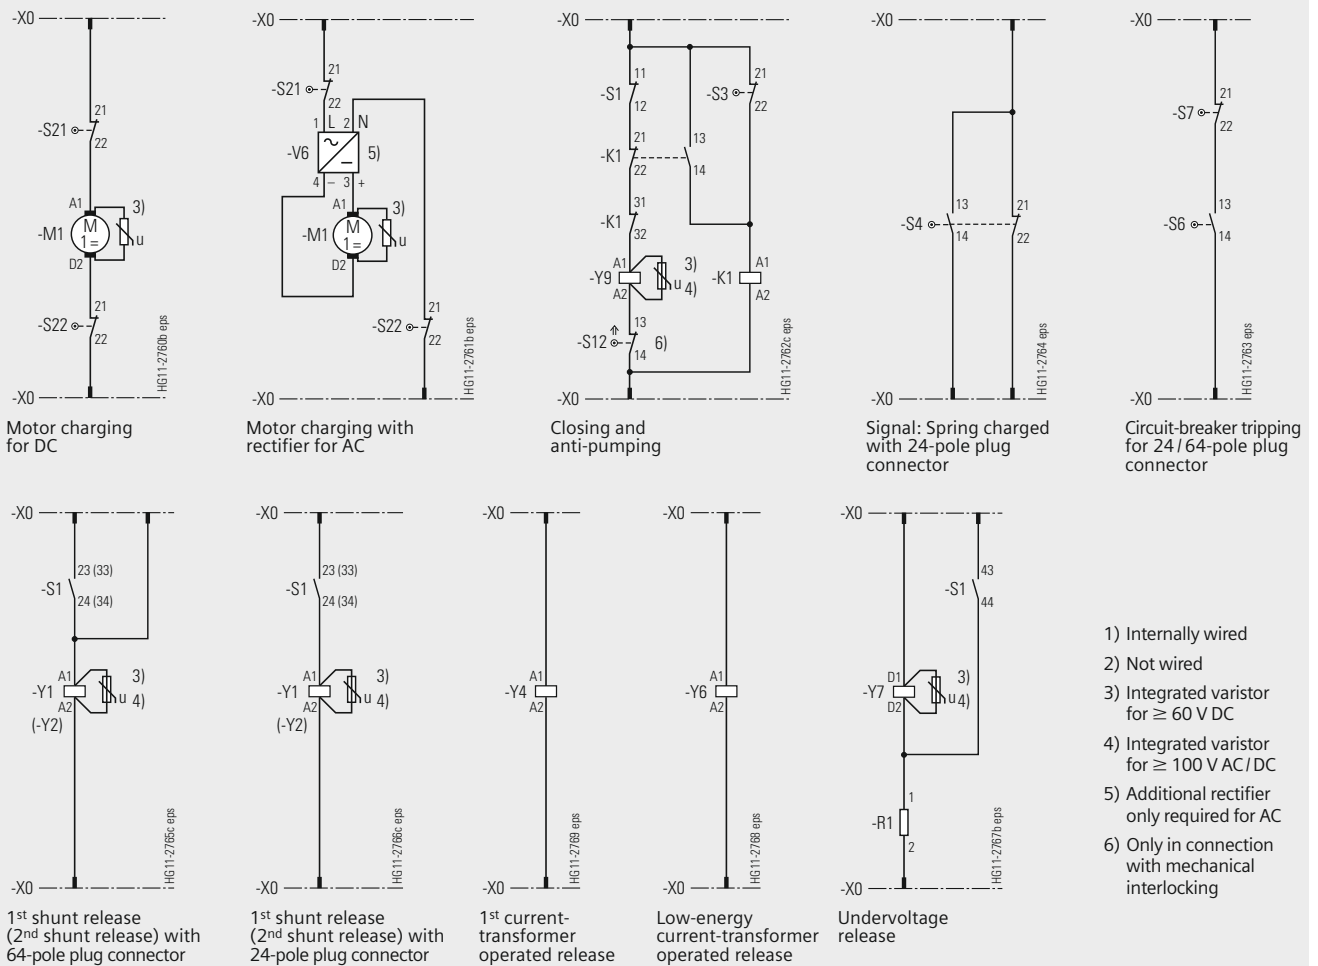 -X0
-S21
21
22
A1
-M1
M
1=
D2
3)
u
-S22
21
22
-X0
HG11-2760b eps
Motor charging
for DC
-X0
-S21
21
22
1 L 2 N
-V6
5)
4 – 3 +
A1
-M1
M
1=
D2
3)
u
-S22
21
22
-X0
HG11-2761b eps
Motor charging with
rectifier for AC
-X0
-S1
11
12
-S3
21
22
-K1
21
22
13
14
-K1
31
32
-Y9
A1
A2
3)
u 4)
-K1
A1
A2
-S12
13
14
6)
-X0
HG11-2762c eps
Closing and
anti-pumping
-X0
-S4
13
14
21
22
-X0
HG11-2764 eps
Signal: Spring charged
with 24-pole plug
connector
-X0
-S7
21
22
-S6
13
14
-X0
HG11-2763 eps
Circuit-breaker tripping
for 24/64-pole plug
connector
-X0
-S1
23 (33)
24 (34)
-Y1
A1
A2
(-Y2)
3)
u 4)
-X0
HG11-2765c eps
1st shunt release
(2nd shunt release) with
64-pole plug connector
-X0
-S1
23 (33)
24 (34)
-Y1
A1
A2
(-Y2)
3)
u 4)
-X0
HG11-2766c eps
1st shunt release
(2nd shunt release) with
24-pole plug connector
-X0
-Y4
A1
A2
-X0
HG11-2769 eps
1st current-
transformer
operated release
-X0
-Y6
A1
A2
-X0
HG11-2768 eps
Low-energy
current-transformer
operated release
-X0
-S1
43
44
-Y7
D1
D2
3)
u 4)
-R1
1
2
-X0
HG11-2767b eps
Undervoltage
release
1) Internally wired
2) Not wired
3) Integrated varistor
for ≥ 60 V DC
4) Integrated varistor
for ≥ 100 V AC/DC
5) Additional rectifier
only required for AC
6) Only in connection
with mechanical
interlocking